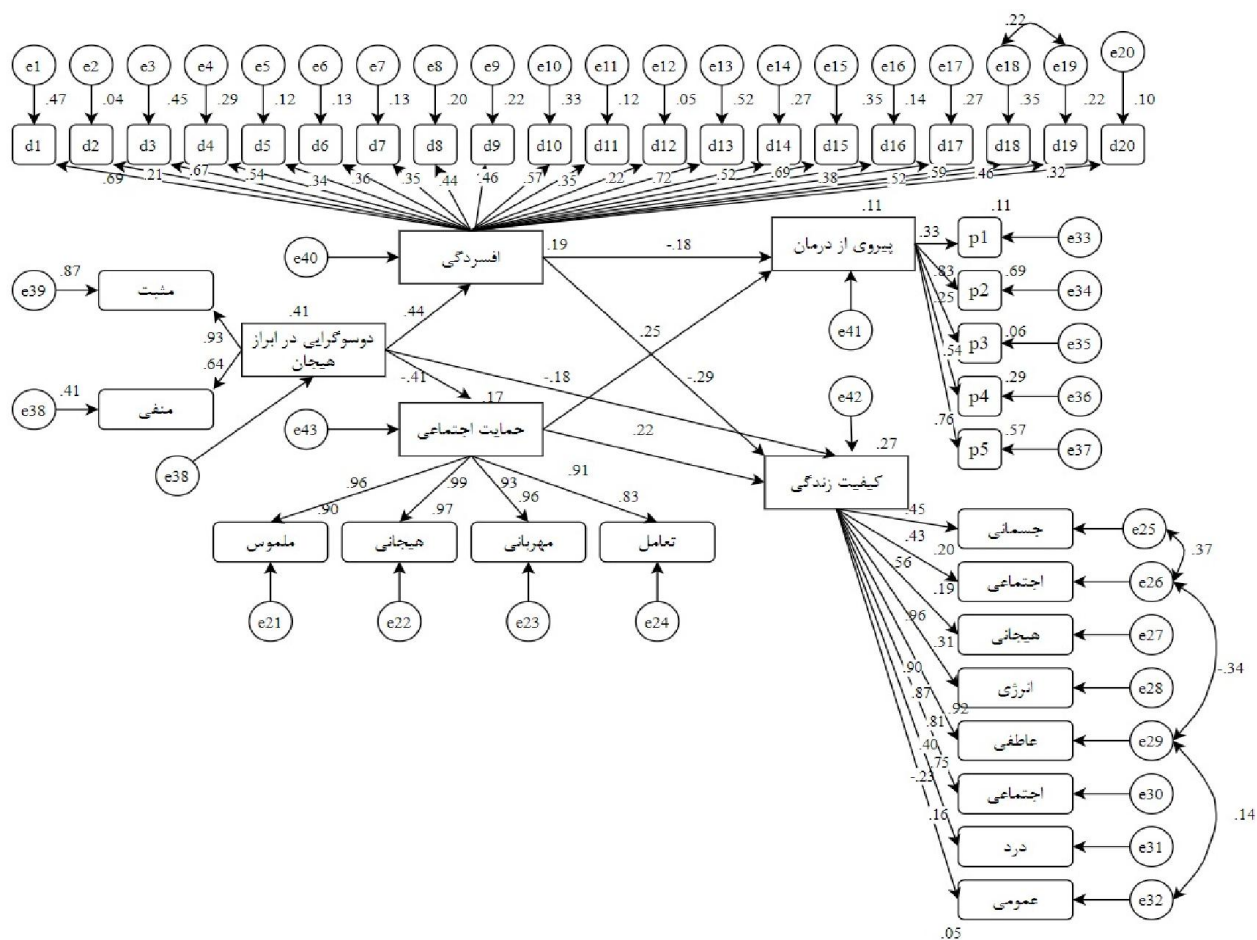 .22
e1 e2 e3 e4 e5 e6 e7 e8 e9 e10 e11 e12 e13 e14 e15 e16 e17 e18 e19 e20
.47 .04 .45 .29 .12 .13 .13 .20 .22 .33 .12 .05 .52 .27 .35 .14 .27 .35 .22 .10
d1 d2 d3 d4 d5 d6 d7 d8 d9 d10 d11 d12 d13 d14 d15 d16 d17 d18 d19 d20
.69 .21 .67 .54 .34 .36 .35 .44 .46 .57 .35 .22 .72 .52 .69 .38 .52 .59 .46 .32
e40
افسردگی
.19
-.18
.11
پیروی از درمان
e41
.33
.11
p1
e33
.83
.69
p2
e34
.25
.06
p3
e35
.54
.29
p4
e36
.76
.57
p5
e37
e39
.87
مثبت
.93
e38
.41
منفی
.64
.41
دوسوگرایی در ابراز
هیجان
e38
.44
-.41
.25
-.18
-.29
e43
.17
حمایت اجتماعی
.22
e42
.27
کیفیت زندگی
.96 .99 .93 .91
.90 .97 .96 .83
ملموس
هیجانی
مهربانی
تعامل
e21 e22 e23 e24
.45
جسمانی
e25
.37
.43
.20
اجتماعی
e26
.56
.19
هیجانی
e27
-.34
.96
.31
انرژی
e28
.90
.92
عاطفی
e29
.87
.81
اجتماعی
e30
.14
.40
.75
درد
e31
-.23
.16
عمومی
e32
.05